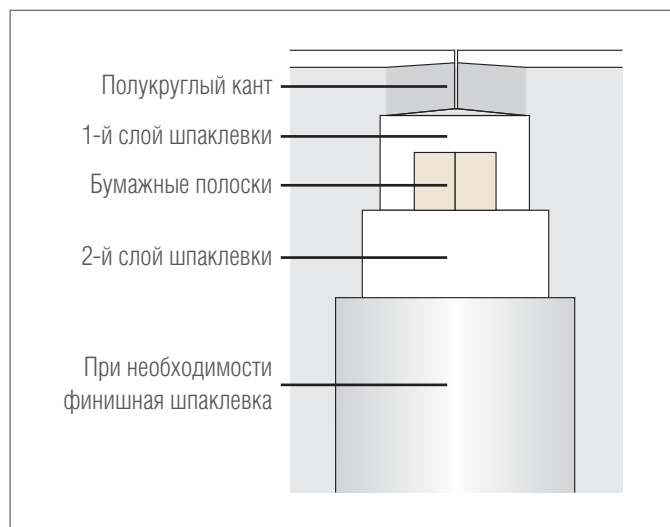 Полукруглый кант
1-й слой шпаклевки
Бумажные полоски
2-й слой шпаклевки
При необходимости
финишная шпаклевка